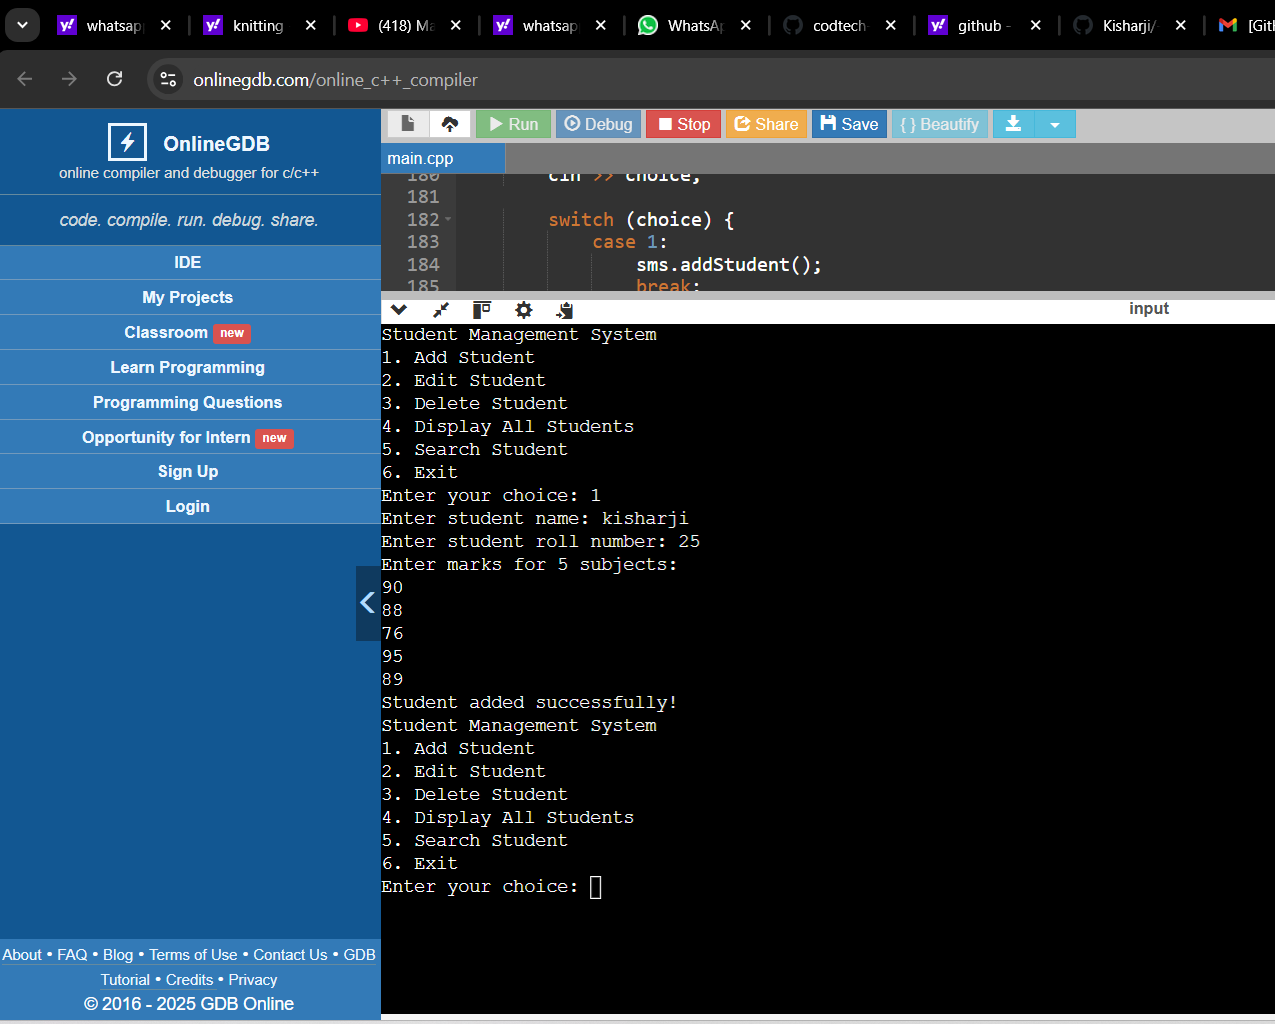 whatsap
knitting
(418) Ma
whatsap
WhatsAp
codtech
github -
Kisharji/
[Gith
onlinegdb.com/online_c++_compiler
OnlineGDB
online compiler and debugger for c/c++
code. compile. run. debug. share.
IDE
My Projects
Classroom new
Learn Programming
Programming Questions
Opportunity for Intern new
Sign Up
Login
About • FAQ • Blog • Terms of Use • Contact Us • GDB
Tutorial • Credits • Privacy
© 2016 - 2025 GDB Online
Run Debug Stop Share Save { } Beautify
main.cpp
180 cin >> choice;
181
182 switch (choice) {
183 case 1:
184 sms.addStudent();
185 break;
input
Student Management System
1. Add Student
2. Edit Student
3. Delete Student
4. Display All Students
5. Search Student
6. Exit
Enter your choice: 1
Enter student name: kisharji
Enter student roll number: 25
Enter marks for 5 subjects:
90
88
76
95
89
Student added successfully!
Student Management System
1. Add Student
2. Edit Student
3. Delete Student
4. Display All Students
5. Search Student
6. Exit
Enter your choice: